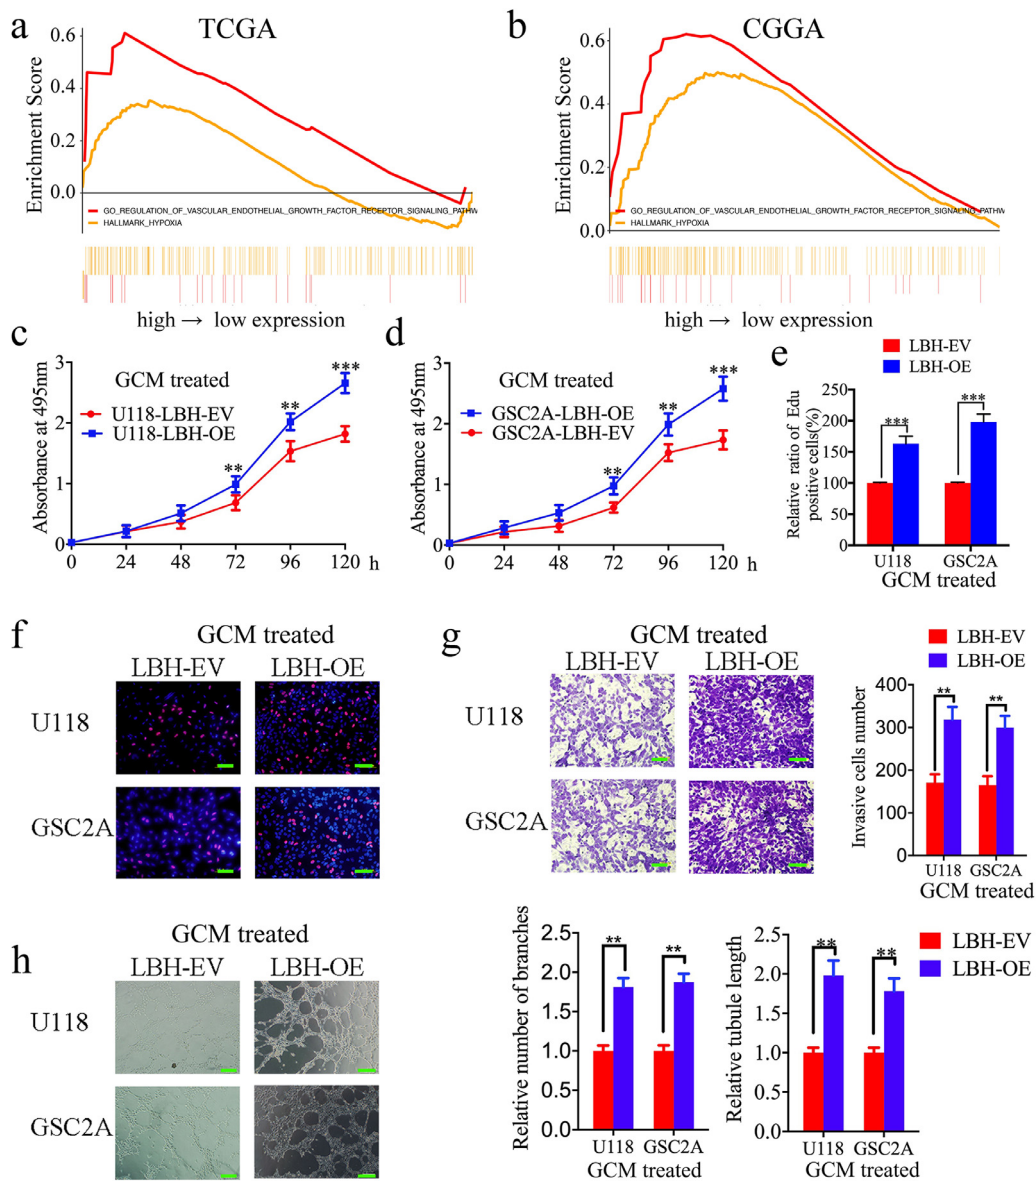 a
TCGA
Enrichment Score
0.6
0.4
0.2
0.0
GO_REGULATION_OF_VASCULAR_ENDOTHELIAL_GROWTH_FACTOR_RECEPTOR_SIGNALING_PATHW
HALLMARK_HYPOXIA
high → low expression
b
CGGA
Enrichment Score
0.6
0.4
0.2
0.0
GO_REGULATION_OF_VASCULAR_ENDOTHELIAL_GROWTH_FACTOR_RECEPTOR_SIGNALING_PATHW
HALLMARK_HYPOXIA
high → low expression
c
Absorbance at 495nm
3
2
1
0
GCM treated
U118-LBH-EV
U118-LBH-OE
**
**
***
0 24 48 72 96 120 h
d
Absorbance at 495nm
3
2
1
0
GCM treated
GSC2A-LBH-OE
GSC2A-LBH-EV
**
**
***
0 24 48 72 96 120 h
e
LBH-EV
LBH-OE
Relative ratio of Edu
positive cells(%)
250
200
150
100
50
0
***
***
U118 GSC2A
GCM treated
f
GCM treated
LBH-EV LBH-OE
U118
GSC2A
g
GCM treated
LBH-EV LBH-OE
U118
GSC2A
LBH-EV
LBH-OE
Invasive cells number
400
300
200
100
0
**
**
U118 GSC2A
GCM treated
h
GCM treated
LBH-EV LBH-OE
U118
GSC2A
Relative number of branches
2.5
2.0
1.5
1.0
0.5
0.0
**
**
U118 GSC2A
GCM treated
Relative tubule length
2.5
2.0
1.5
1.0
0.5
0.0
**
**
U118 GSC2A
GCM treated
LBH-EV
LBH-OE